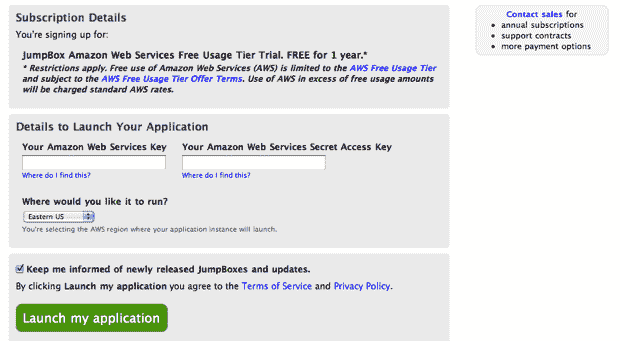 Subscription Details
You're signing up for:
JumpBox Amazon Web Services Free Usage Tier Trial. FREE for 1 year.*
* Restrictions apply. Free use of Amazon Web Services (AWS) is limited to the AWS Free Usage Tier
and subject to the AWS Free Usage Tier Offer Terms. Use of AWS in excess of free usage amounts
will be charged standard AWS rates.
Contact sales for
• annual subscriptions
• support contracts
• more payment options
Details to Launch Your Application
Your Amazon Web Services Key Your Amazon Web Services Secret Access Key
Where do I find this? Where do I find this?
Where would you like it to run?
Eastern US
You're selecting the AWS region where your application instance will launch.
Keep me informed of newly released JumpBoxes and updates.
By clicking Launch my application you agree to the Terms of Service and Privacy Policy.
Launch my application